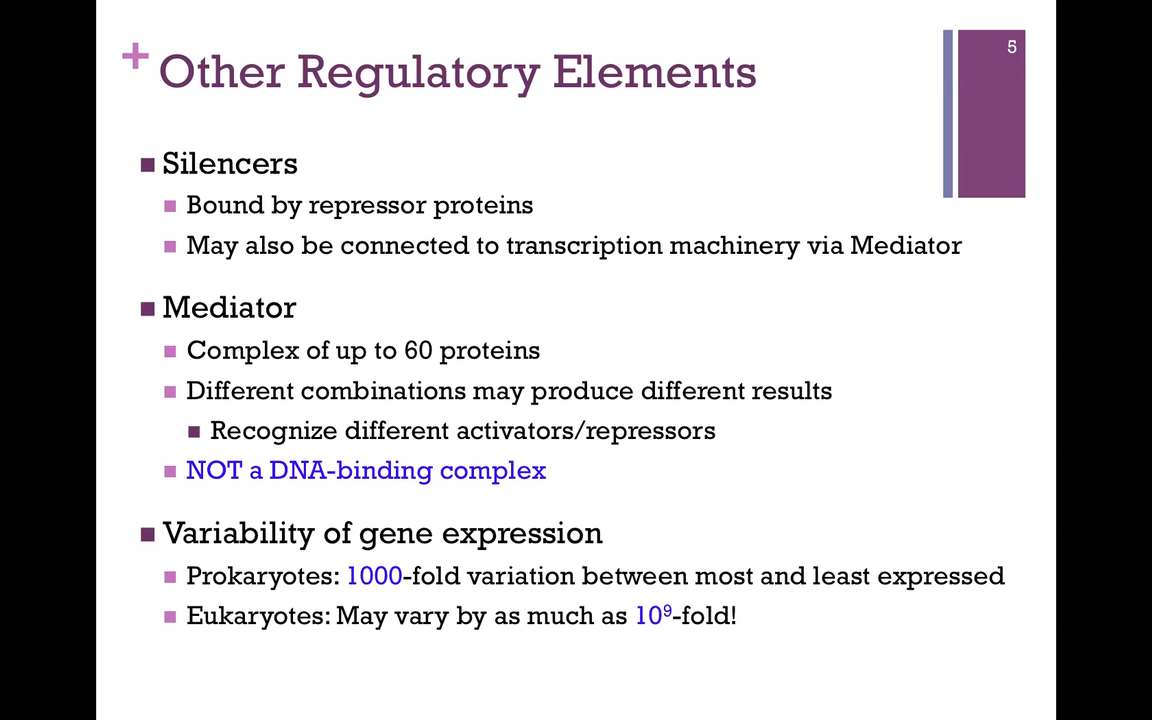 5
+ Other Regulatory Elements
Silencers
Bound by repressor proteins
May also be connected to transcription machinery via Mediator
Mediator
Complex of up to 60 proteins
Different combinations may produce different results
Recognize different activators/repressors
NOT a DNA-binding complex
Variability of gene expression
Prokaryotes: 1000-fold variation between most and least expressed
Eukaryotes: May vary by as much as 10⁹-fold!